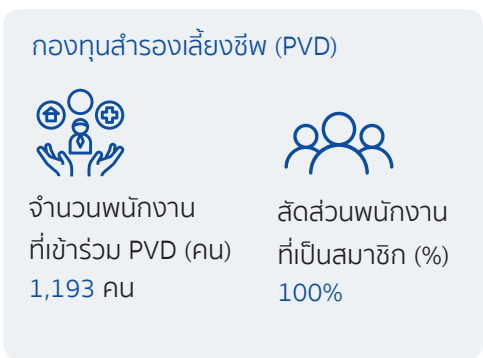 กองทุนสำรองเลี้ยงชีพ (PVD)
จำนวนพนักงาน
ที่เข้าร่วม PVD (คน)
1,193 คน
สัดส่วนพนักงาน
ที่เป็นสมาชิก (%)
100%